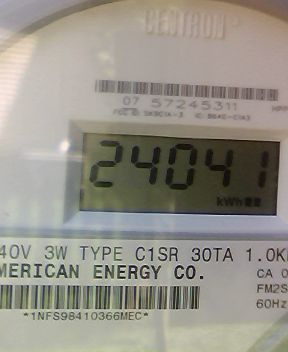 CENTRON
07 57245311
24041
kWh
40V 3W TYPE C1SR 30TA 1.0K
MERICAN ENERGY CO.
CA 0
FM2S
60Hz
*1NFS98410366MEC*